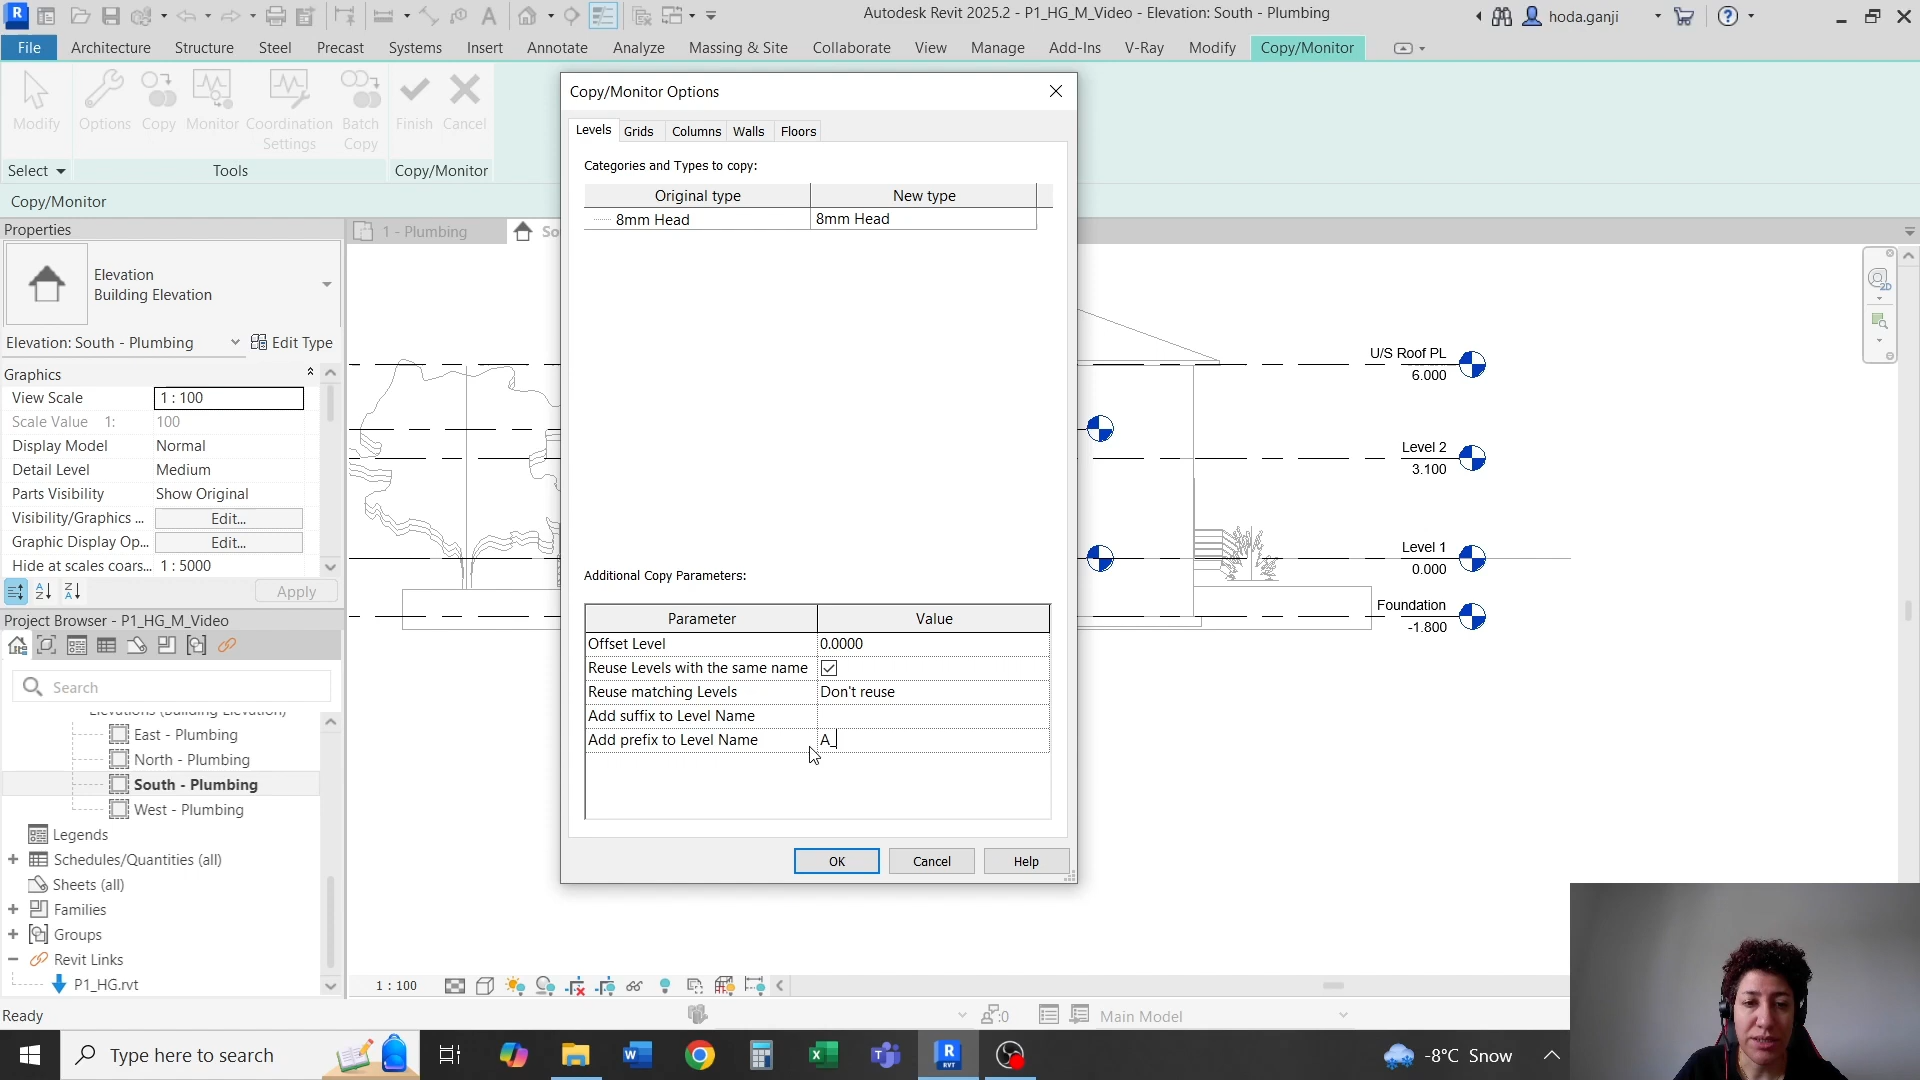 Autodesk Revit 2025.2 - P1_HG_M_Video - Elevation: South - Plumbing
hoda.ganji
File
Architecture
Structure
Steel
Precast
Systems
Insert
Annotate
Analyze
Massing & Site
Collaborate
View
Manage
Add-Ins
V-Ray
Modify
Copy/Monitor
Modify
Options
Copy
Monitor
Coordination
Settings
Batch
Copy
Finish
Cancel
Select
Tools
Copy/Monitor
Copy/Monitor
Properties
Elevation
Building Elevation
Elevation: South - Plumbing
Edit Type
Graphics
View Scale
1 : 100
Scale Value 1:
100
Display Model
Normal
Detail Level
Medium
Parts Visibility
Show Original
Visibility/Graphics ...
Edit...
Graphic Display Op...
Edit...
Hide at scales coars...
1 : 5000
Apply
Project Browser - P1_HG_M_Video
Search
Elevations (Building Elevation)
East - Plumbing
North - Plumbing
South - Plumbing
West - Plumbing
Legends
Schedules/Quantities (all)
Sheets (all)
Families
Groups
Revit Links
P1_HG.rvt
1 - Plumbing
So
Copy/Monitor Options
Levels
Grids
Columns
Walls
Floors
Categories and Types to copy:
Original type
New type
8mm Head
8mm Head
Additional Copy Parameters:
Parameter
Value
Offset Level
0.0000
Reuse Levels with the same name
Reuse matching Levels
Don't reuse
Add suffix to Level Name
Add prefix to Level Name
A_
OK
Cancel
Help
U/S Roof PL
6.000
Level 2
3.100
Level 1
0.000
Foundation
-1.800
2D
1 : 100
Ready
:0
Main Model
Type here to search
-8°C Snow